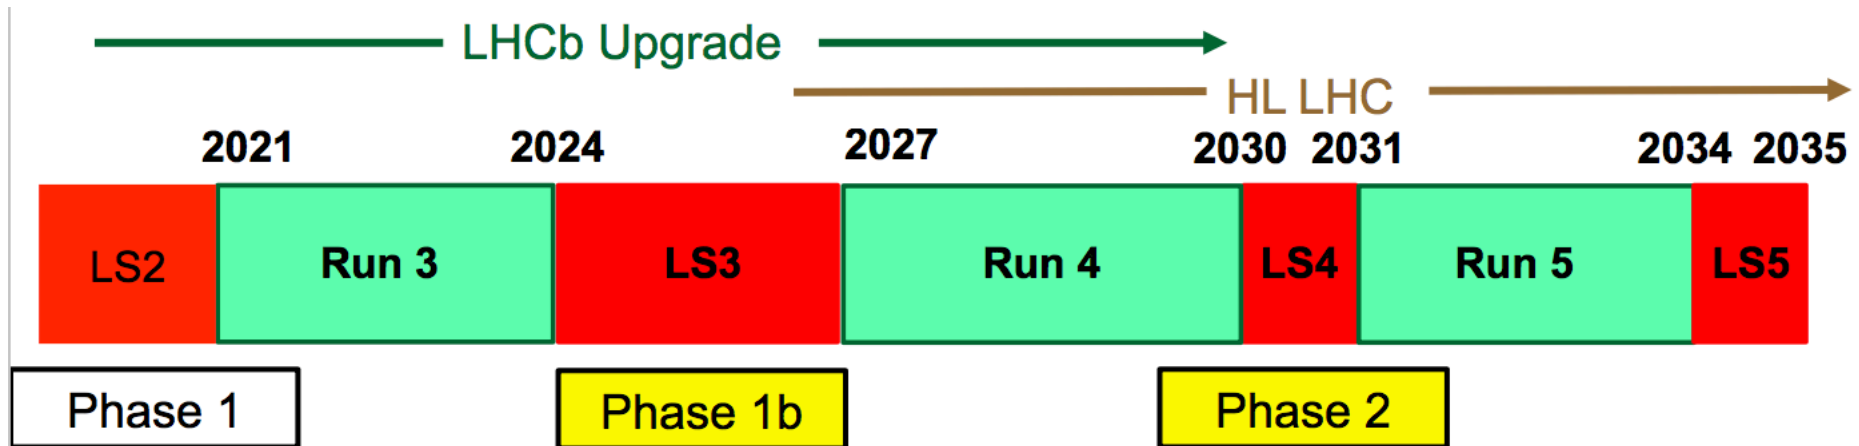 LHCb Upgrade
HL LHC
2021 2024 2027 2030 2031 2034 2035
LS2 Run 3 LS3 Run 4 LS4 Run 5 LS5
Phase 1 Phase 1b Phase 2